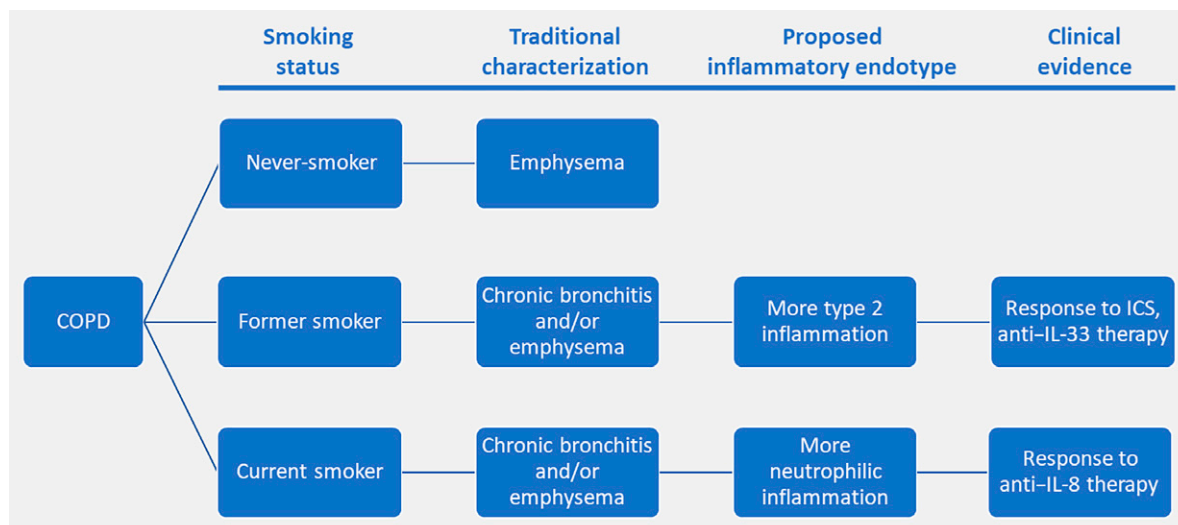 Smoking
status
Traditional
characterization
Proposed
inflammatory endotype
Clinical
evidence
Never-smoker
Emphysema
COPD
Former smoker
Chronic bronchitis
and/or
emphysema
More type 2
inflammation
Response to ICS,
anti–IL-33 therapy
Current smoker
Chronic bronchitis
and/or
emphysema
More
neutrophilic
inflammation
Response to
anti–IL-8 therapy